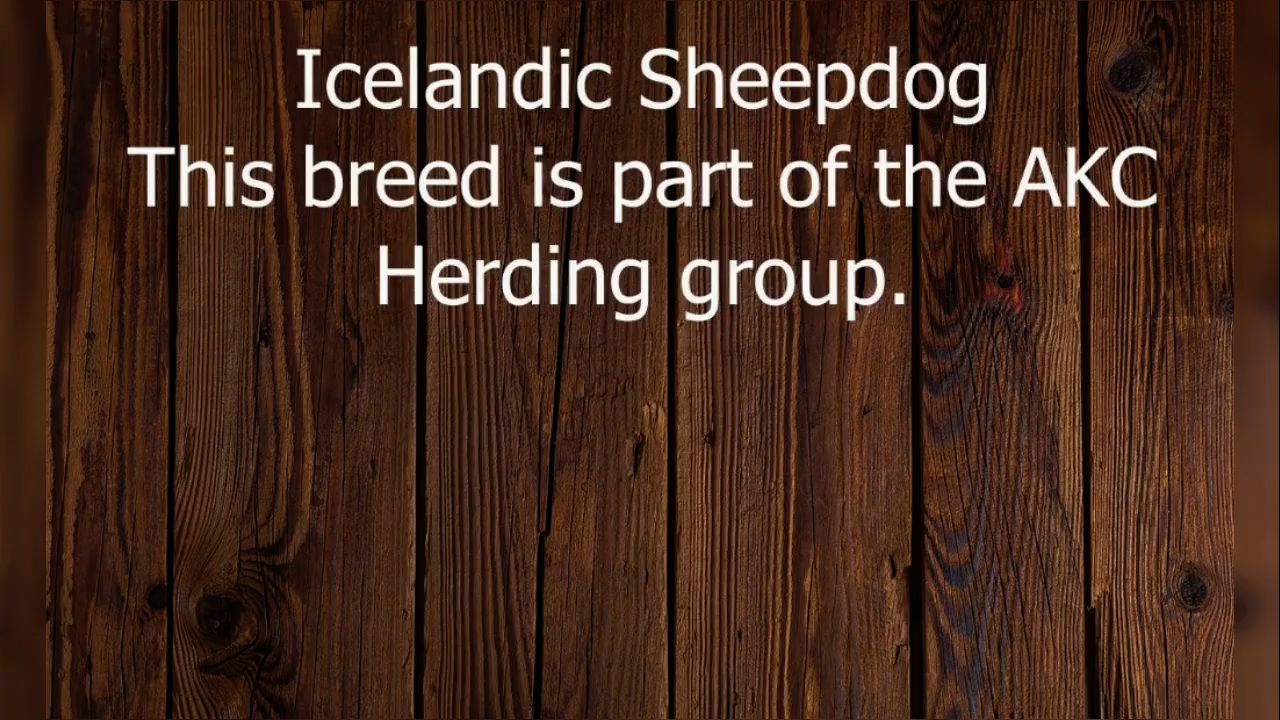 Icelandic Sheepdog
This breed is part of the AKC
Herding group.